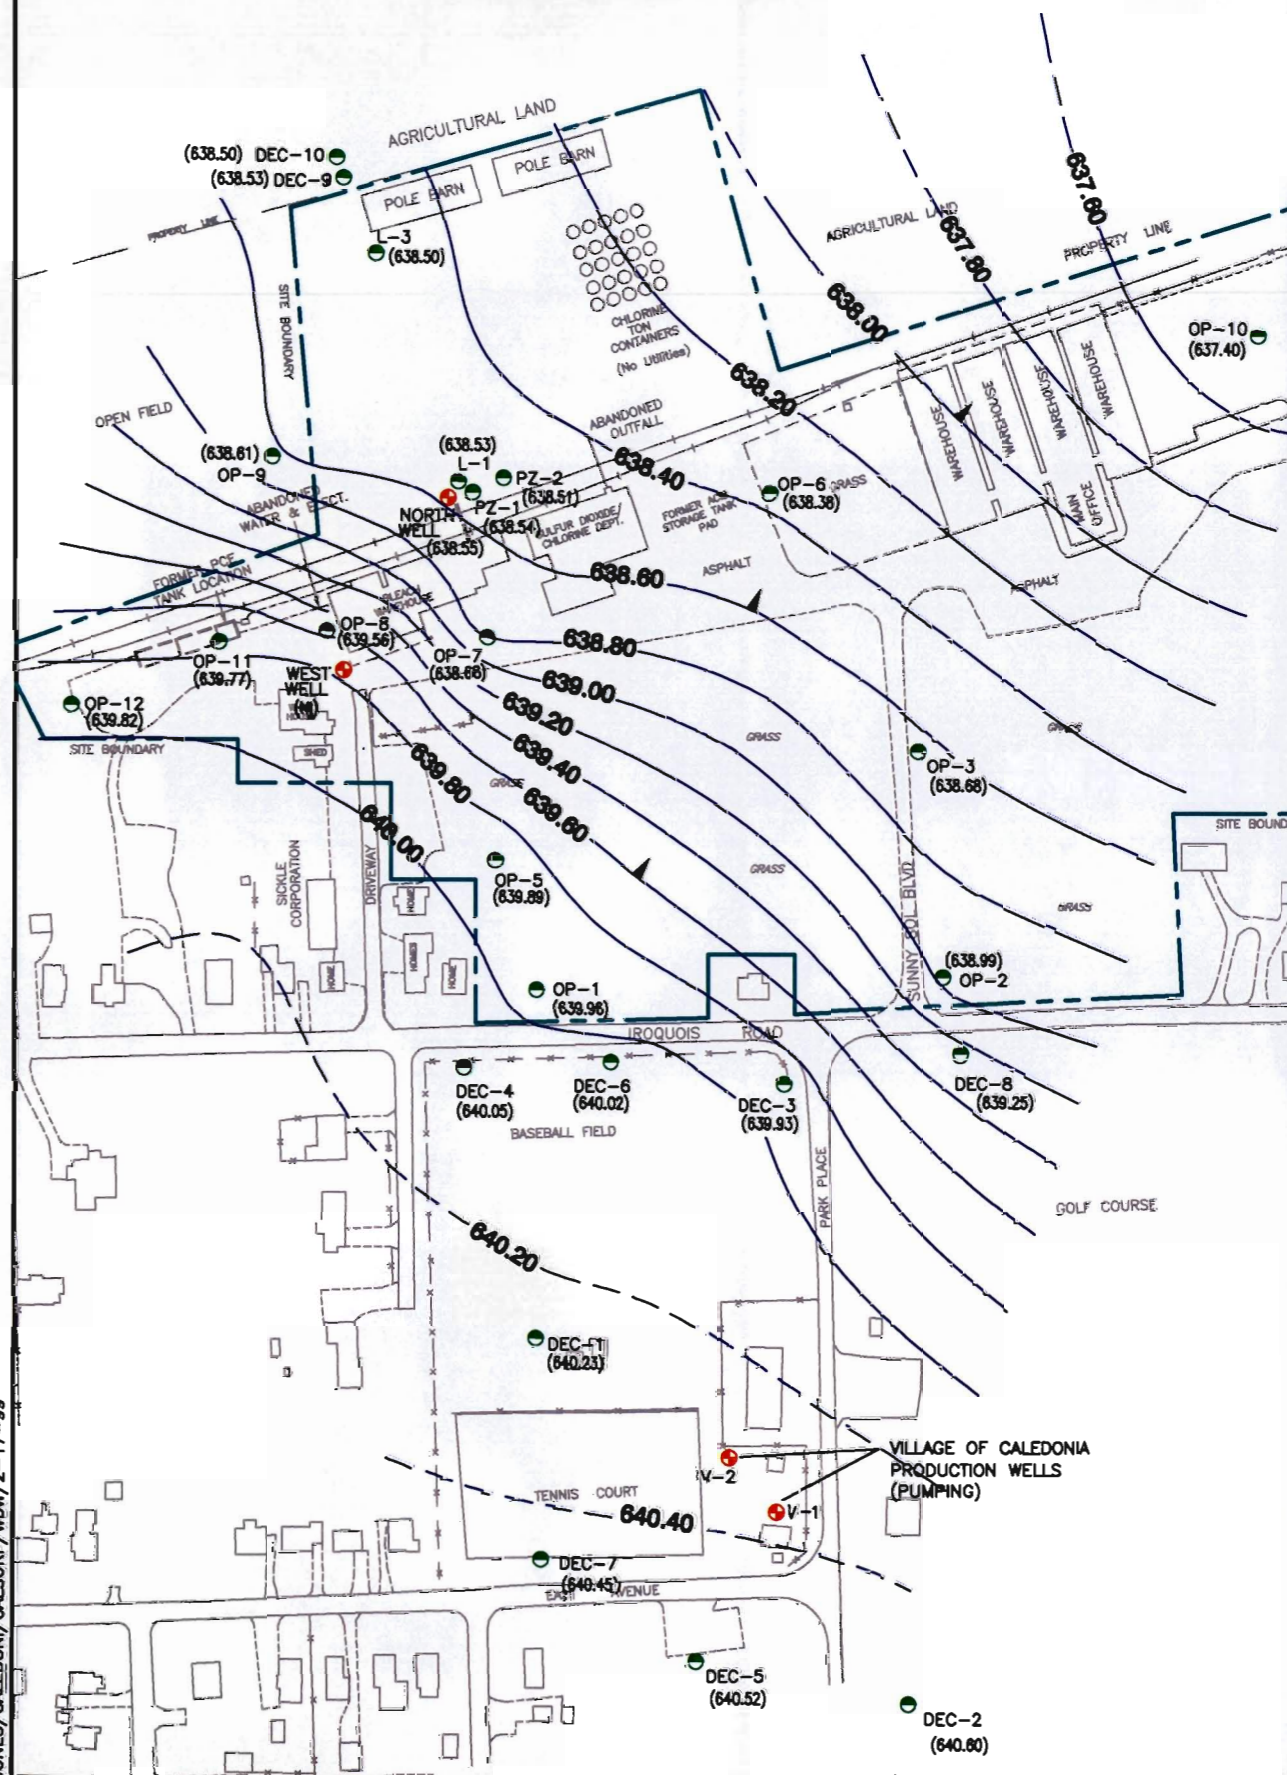 AGRICULTURAL LAND
(638.50) DEC-10
(638.53) DEC-9
POLE BARN
POLE BARN
PROPERTY LINE
L-3
(638.50)
637.60
AGRICULTURAL LAND
637.80
PROPERTY LINE
638.00
SITE BOUNDARY
CHLORINE
TON
CONTAINERS
(No Utilities)
OP-10
(637.40)
638.20
WAREHOUSE
WAREHOUSE
WAREHOUSE
WAREHOUSE
OPEN FIELD
ABANDONED
OUTFALL
(638.61)
OP-9
(638.53)
L-1
PZ-2
(638.51)
638.40
OP-6
(638.38)
GRASS
ABANDONED
WATER & ELECT.
NORTH
WELL
(638.55)
PZ-1
(638.54)
SULFUR DIOXIDE/
CHLORINE DEPT.
FORMER ACID
STORAGE TANK
PAD
MAIN
OFFICE
FORMER PCE
TANK LOCATION
638.60
ASPHALT
ASPHALT
BLEACH
WAREHOUSE
OP-8
(639.56)
OP-11
(639.77)
WEST
WELL
OP-7
(638.68)
638.80
639.00
OP-12
(639.82)
SITE BOUNDARY
SHED
639.20
639.40
GRASS
GRASS
OP-3
(638.68)
639.80
GRASS
639.60
640.00
SITE BOUND
SICKLE
CORPORATION
DRIVEWAY
OP-5
(639.89)
GRASS
SUNNY SOL BLVD
GRASS
HOME
HOMES
HOME
HOME
(638.99)
OP-2
OP-1
(639.96)
IROQUOIS ROAD
DEC-4
(640.05)
DEC-6
(640.02)
DEC-3
(639.93)
DEC-8
(639.25)
BASEBALL FIELD
PARK PLACE
GOLF COURSE
640.20
DEC-1
(640.23)
VILLAGE OF CALEDONIA
PRODUCTION WELLS
(PUMPING)
V-2
V-1
TENNIS COURT
640.40
DEC-7
(640.45)
AVENUE
DEC-5
(640.52)
DEC-2
(640.60)